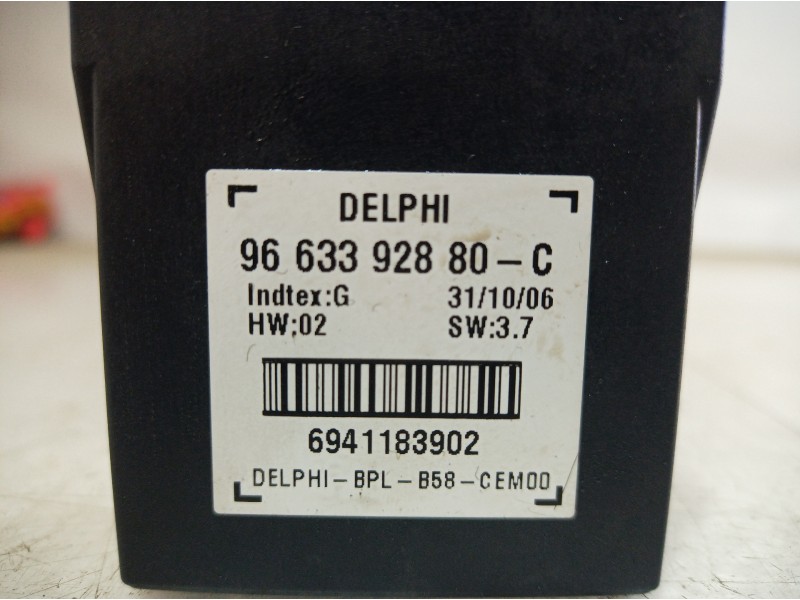 DELPHI
96 633 928 80-C
Indtex:G 31/10/06
HW;02 SW:3.7
6941183902
DELPHI-BPL-B58-CEM00